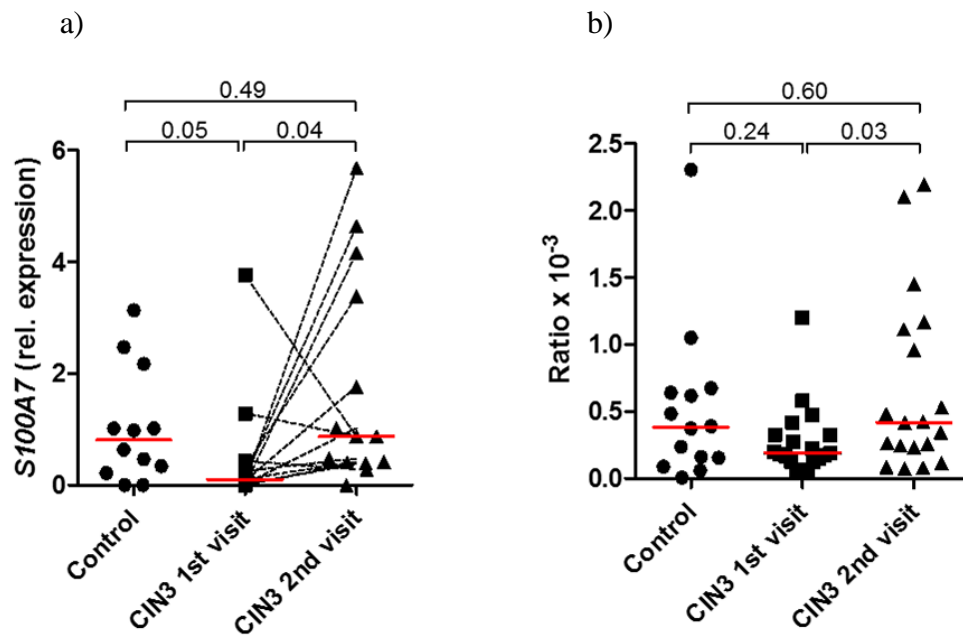 a)
0.49
0.05
0.04
S100A7 (rel. expression)
6
4
2
0
Control
CIN3 1st visit
CIN3 2nd visit
b)
0.60
0.24
0.03
Ratio x 10-3
2.5
2.0
1.5
1.0
0.5
0.0
Control
CIN3 1st visit
CIN3 2nd visit